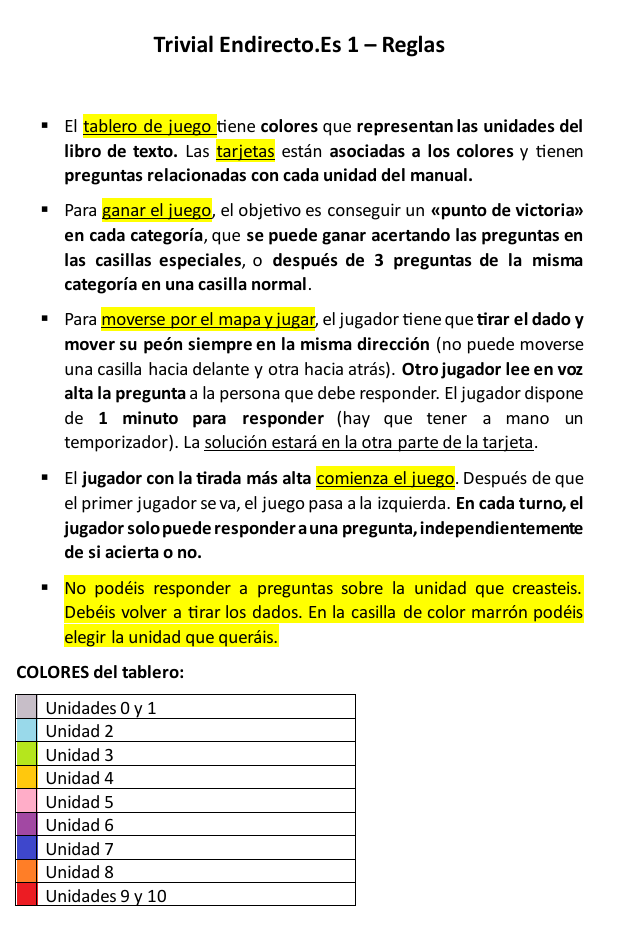 Trivial Endirecto.Es 1 – Reglas
▪ El tablero de juego tiene colores que representan las unidades del
libro de texto. Las tarjetas están asociadas a los colores y tienen
preguntas relacionadas con cada unidad del manual.
▪ Para ganar el juego, el objetivo es conseguir un «punto de victoria»
en cada categoría, que se puede ganar acertando las preguntas en
las casillas especiales, o después de 3 preguntas de la misma
categoría en una casilla normal.
▪ Para moverse por el mapa y jugar, el jugador tiene que tirar el dado y
mover su peón siempre en la misma dirección (no puede moverse
una casilla hacia delante y otra hacia atrás). Otro jugador lee en voz
alta la pregunta a la persona que debe responder. El jugador dispone
de 1 minuto para responder (hay que tener a mano un
temporizador). La solución estará en la otra parte de la tarjeta.
▪ El jugador con la tirada más alta comienza el juego. Después de que
el primer jugador se va, el juego pasa a la izquierda. En cada turno, el
jugador solo puede responder a una pregunta, independientemente
de si acierta o no.
▪ No podéis responder a preguntas sobre la unidad que creasteis.
Debéis volver a tirar los dados. En la casilla de color marrón podéis
elegir la unidad que queráis.
COLORES del tablero:
Unidades 0 y 1
Unidad 2
Unidad 3
Unidad 4
Unidad 5
Unidad 6
Unidad 7
Unidad 8
Unidades 9 y 10